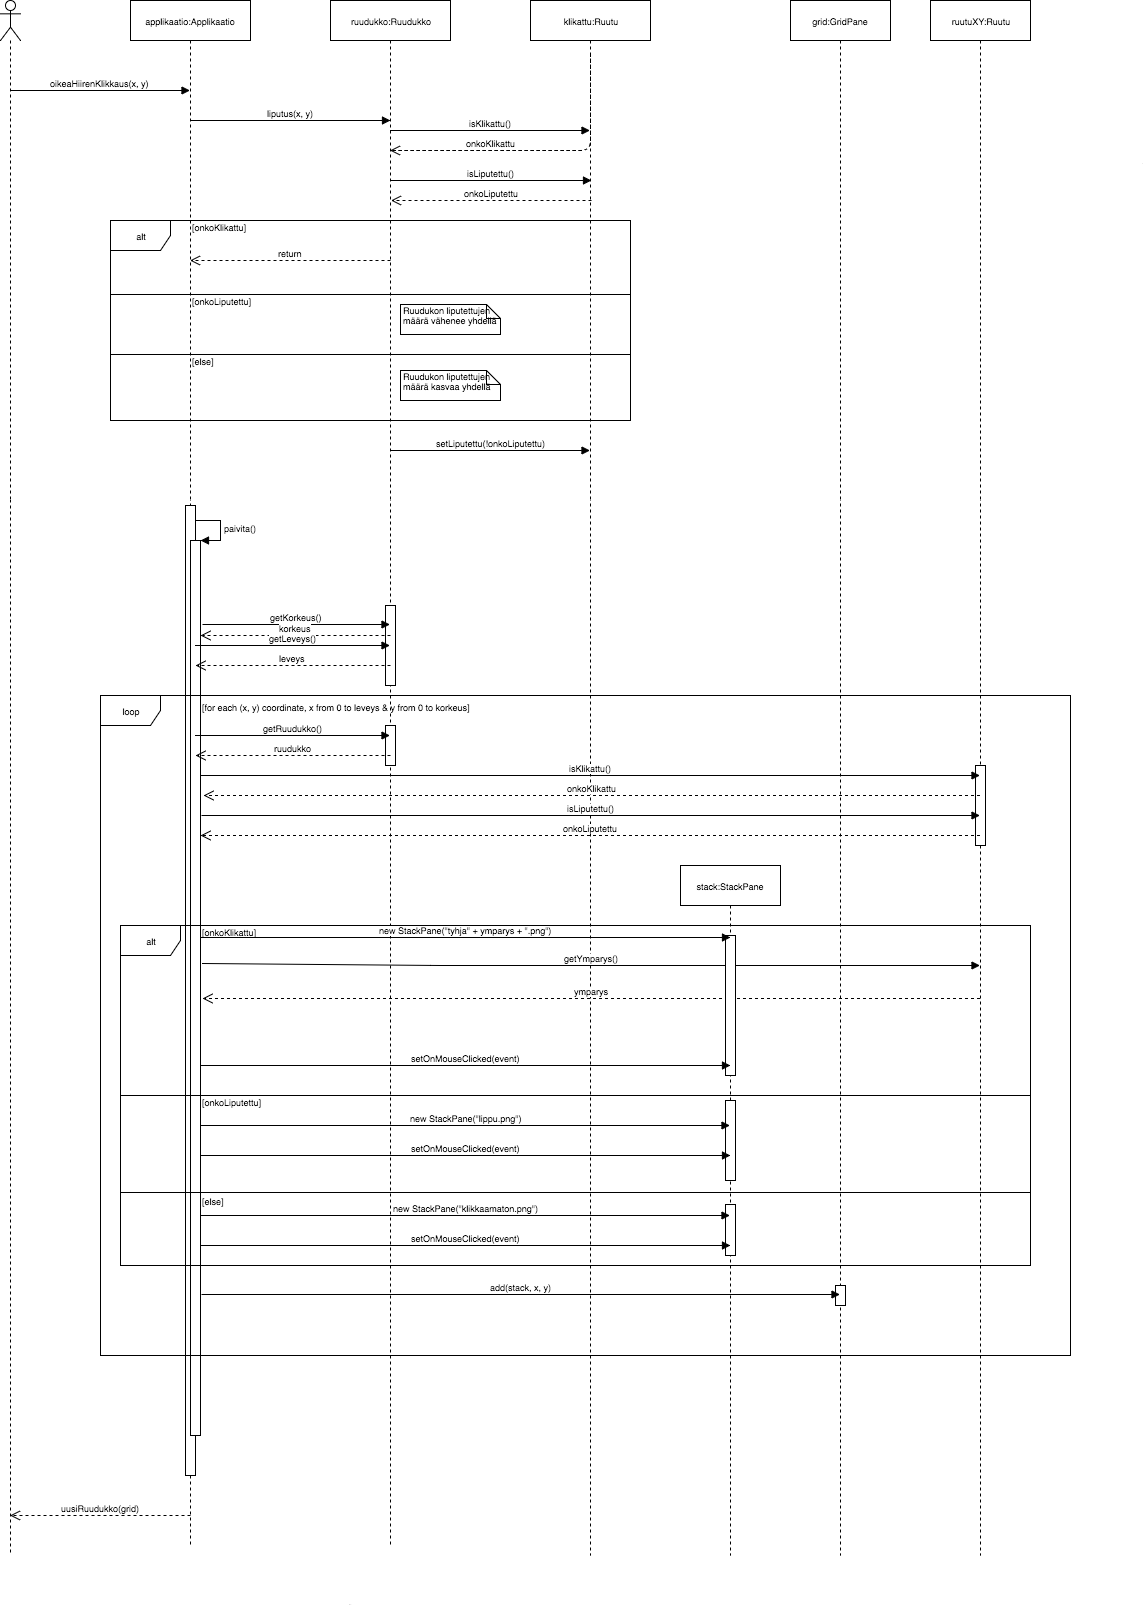 applikaatio:Applikaatio
ruudukko:Ruudukko
klikattu:Ruutu
grid:GridPane
ruutuXY:Ruutu
oikeaHiirenKlikkaus(x, y)
liputus(x, y)
isKlikattu()
onkoKlikattu
isLiputettu()
onkoLiputettu
alt
[onkoKlikattu]
return
[onkoLiputettu]
Ruudukon liputettujen
määrä vähenee yhdellä
[else]
Ruudukon liputettujen
määrä kasvaa yhdellä
setLiputettu(!onkoLiputettu)
paivita()
getKorkeus()
korkeus
getLeveys()
leveys
loop
[for each (x, y) coordinate, x from 0 to leveys & y from 0 to korkeus]
getRuudukko()
ruudukko
isKlikattu()
onkoKlikattu
isLiputettu()
onkoLiputettu
stack:StackPane
alt
[onkoKlikattu]
new StackPane("tyhja" + ymparys + ".png")
getYmparys()
ymparys
setOnMouseClicked(event)
[onkoLiputettu]
new StackPane("lippu.png")
setOnMouseClicked(event)
[else]
new StackPane("klikkaamaton.png")
setOnMouseClicked(event)
add(stack, x, y)
uusiRuudukko(grid)